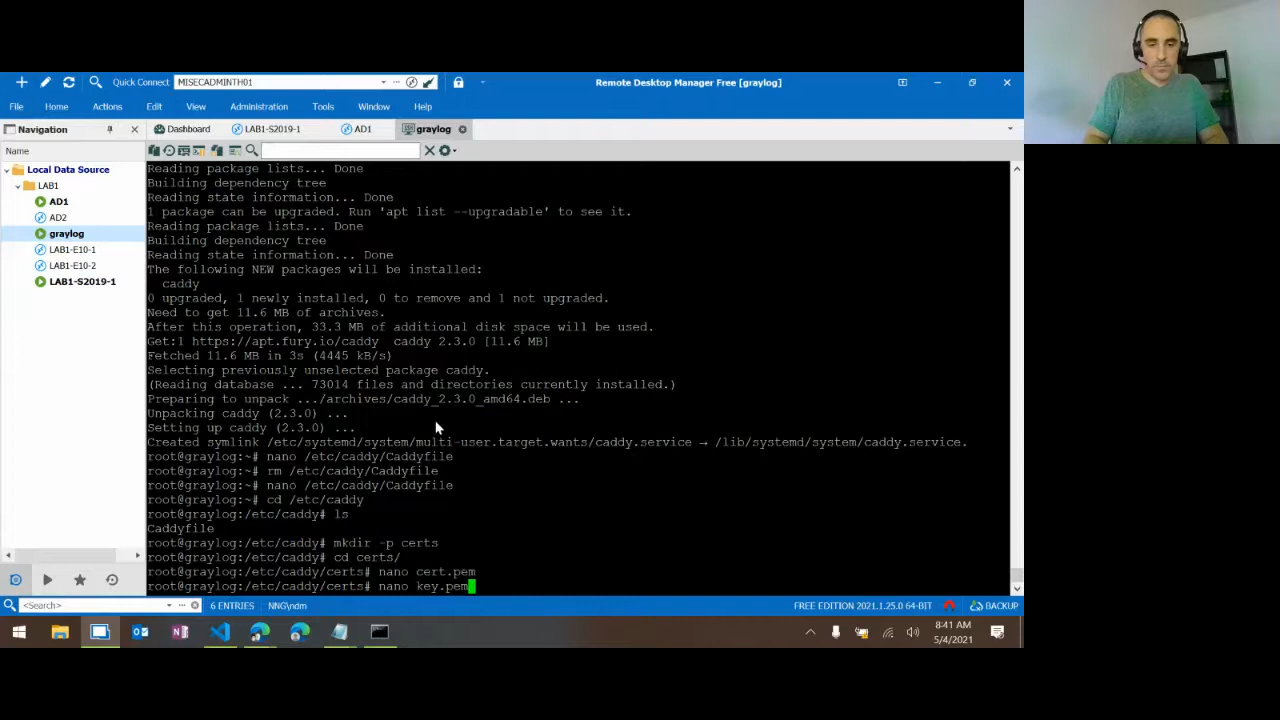 Quick Connect MISECADMINTH01
Remote Desktop Manager Free [graylog]
File Home Actions Edit View Administration Tools Window Help
Navigation
Dashboard LAB1-S2019-1 AD1 graylog
Name
Local Data Source
LAB1
AD1
AD2
graylog
LAB1-E10-1
LAB1-E10-2
LAB1-S2019-1
Reading package lists... Done
Building dependency tree
Reading state information... Done
1 package can be upgraded. Run 'apt list --upgradable' to see it.
Reading package lists... Done
Building dependency tree
Reading state information... Done
The following NEW packages will be installed:
caddy
0 upgraded, 1 newly installed, 0 to remove and 1 not upgraded.
Need to get 11.6 MB of archives.
After this operation, 33.3 MB of additional disk space will be used.
Get:1 https://apt.fury.io/caddy  caddy 2.3.0 [11.6 MB]
Fetched 11.6 MB in 3s (4445 kB/s)
Selecting previously unselected package caddy.
(Reading database ... 73014 files and directories currently installed.)
Preparing to unpack .../archives/caddy_2.3.0_amd64.deb ...
Unpacking caddy (2.3.0) ...
Setting up caddy (2.3.0) ...
Created symlink /etc/systemd/system/multi-user.target.wants/caddy.service → /lib/systemd/system/caddy.service.
root@graylog:~# nano /etc/caddy/Caddyfile
root@graylog:~# rm /etc/caddy/Caddyfile
root@graylog:~# nano /etc/caddy/Caddyfile
root@graylog:~# cd /etc/caddy
root@graylog:/etc/caddy# ls
Caddyfile
root@graylog:/etc/caddy# mkdir -p certs
root@graylog:/etc/caddy# cd certs/
root@graylog:/etc/caddy/certs# nano cert.pem
root@graylog:/etc/caddy/certs# nano key.pem
<Search>
6 ENTRIES
NNG\ndm
FREE EDITION 2021.1.25.0 64-BIT
BACKUP
8:41 AM
5/4/2021